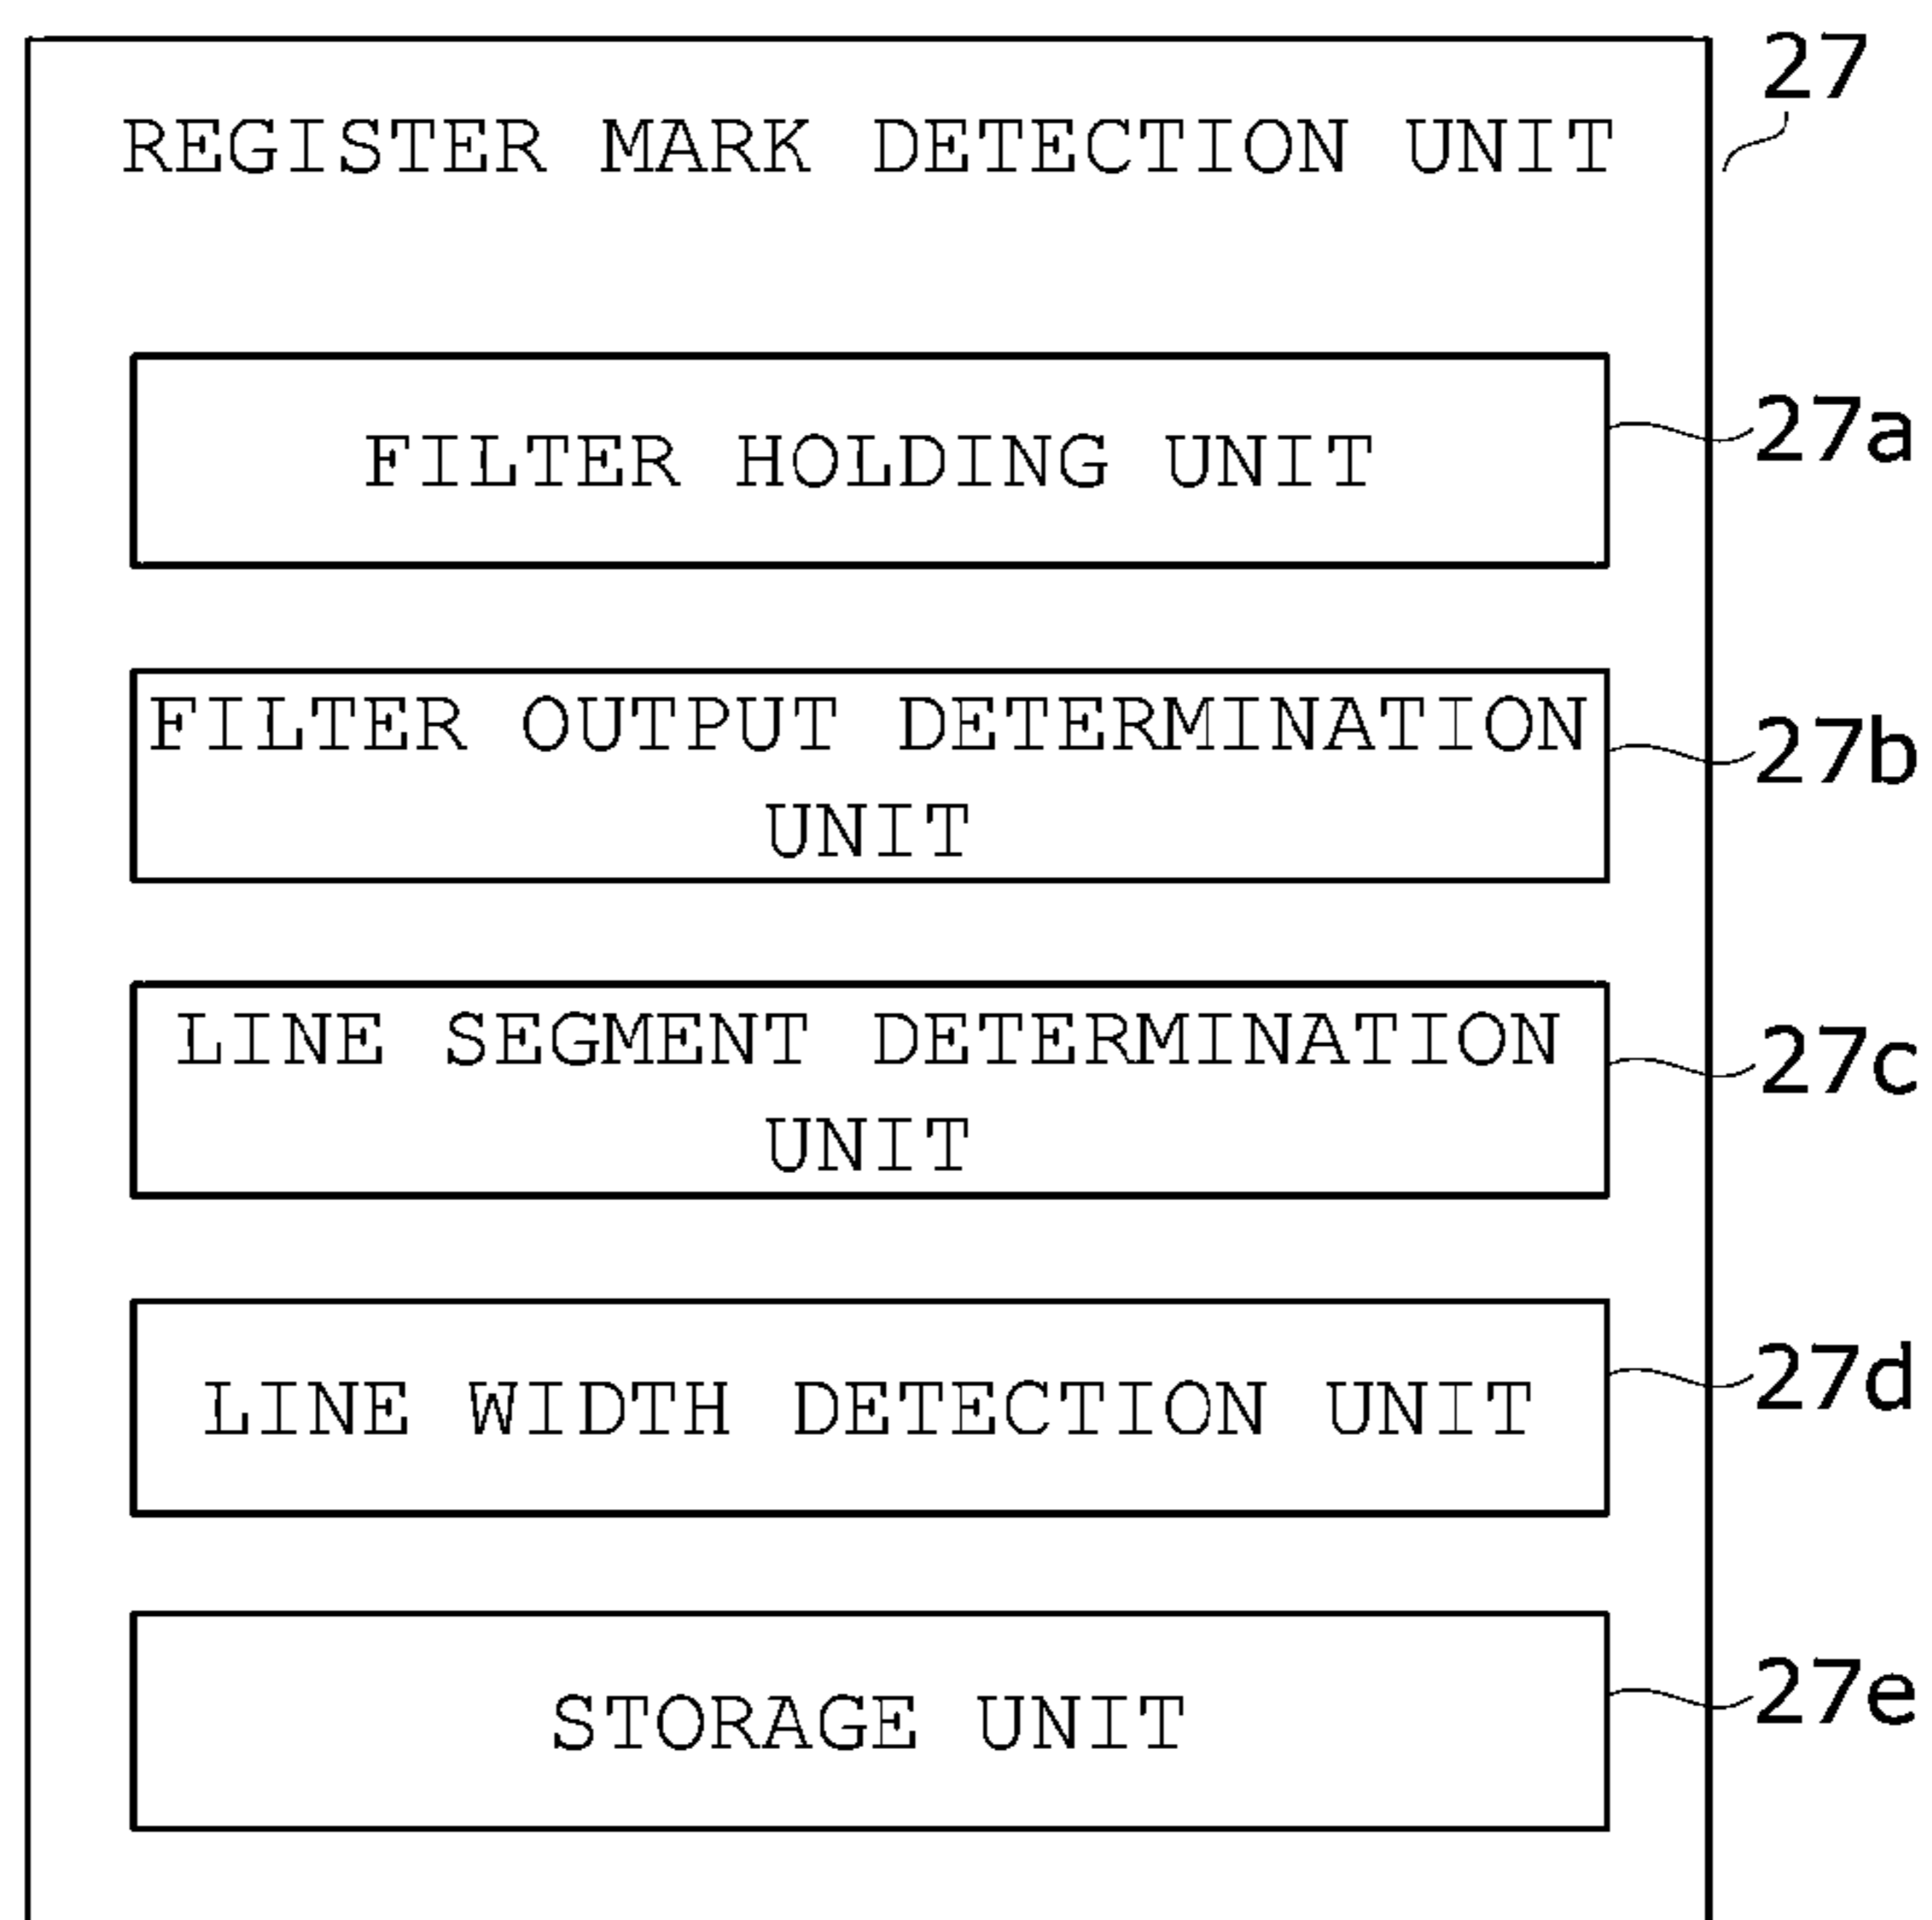 27
REGISTER MARK DETECTION UNIT
FILTER HOLDING UNIT
27a
FILTER OUTPUT DETERMINATION
UNIT
27b
LINE SEGMENT DETERMINATION
UNIT
27c
LINE WIDTH DETECTION UNIT
27d
STORAGE UNIT
27e